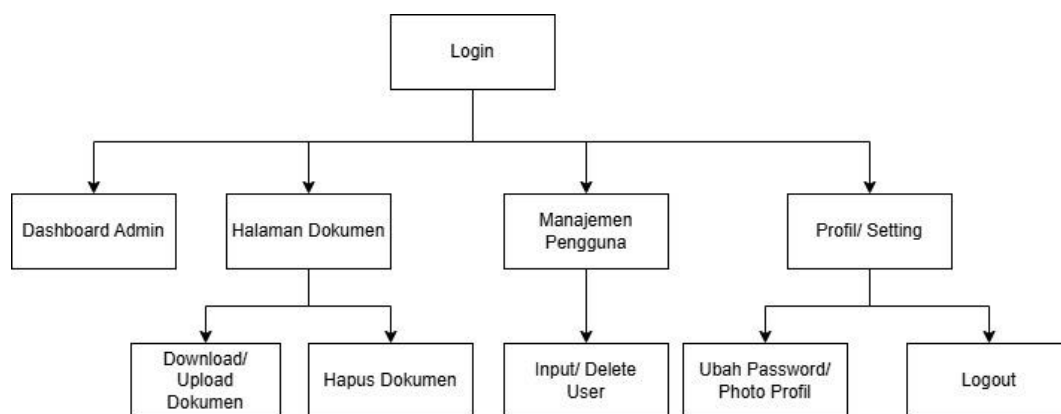 Login
Dashboard Admin
Halaman Dokumen
Manajemen
Pengguna
Profil/ Setting
Download/
Upload
Dokumen
Hapus Dokumen
Input/ Delete
User
Ubah Password/
Photo Profil
Logout